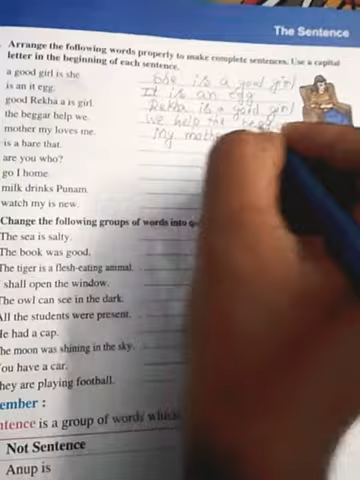 The Sentence
Arrange the following words properly to make complete sentences. Use a capital
letter in the beginning of each sentence.
a good girl is she She is a good girl
is an it egg. It is an egg
good Rekha a is girl. Rekha is a good girl
the beggar help we We help the
mother my loves me. My moth
is a hare that.
are you who?
go I home.
milk drinks Punam.
watch my is new.
Change the following groups of words into
The sea is salty.
The book was good.
The tiger is a flesh-eating animal.
shall open the window.
The owl can see in the dark.
All the students were present.
He had a cap.
The moon was shining in the sky.
You have a car.
They are playing football.
ember :
ntence is a group of words which
Not Sentence
Anup is